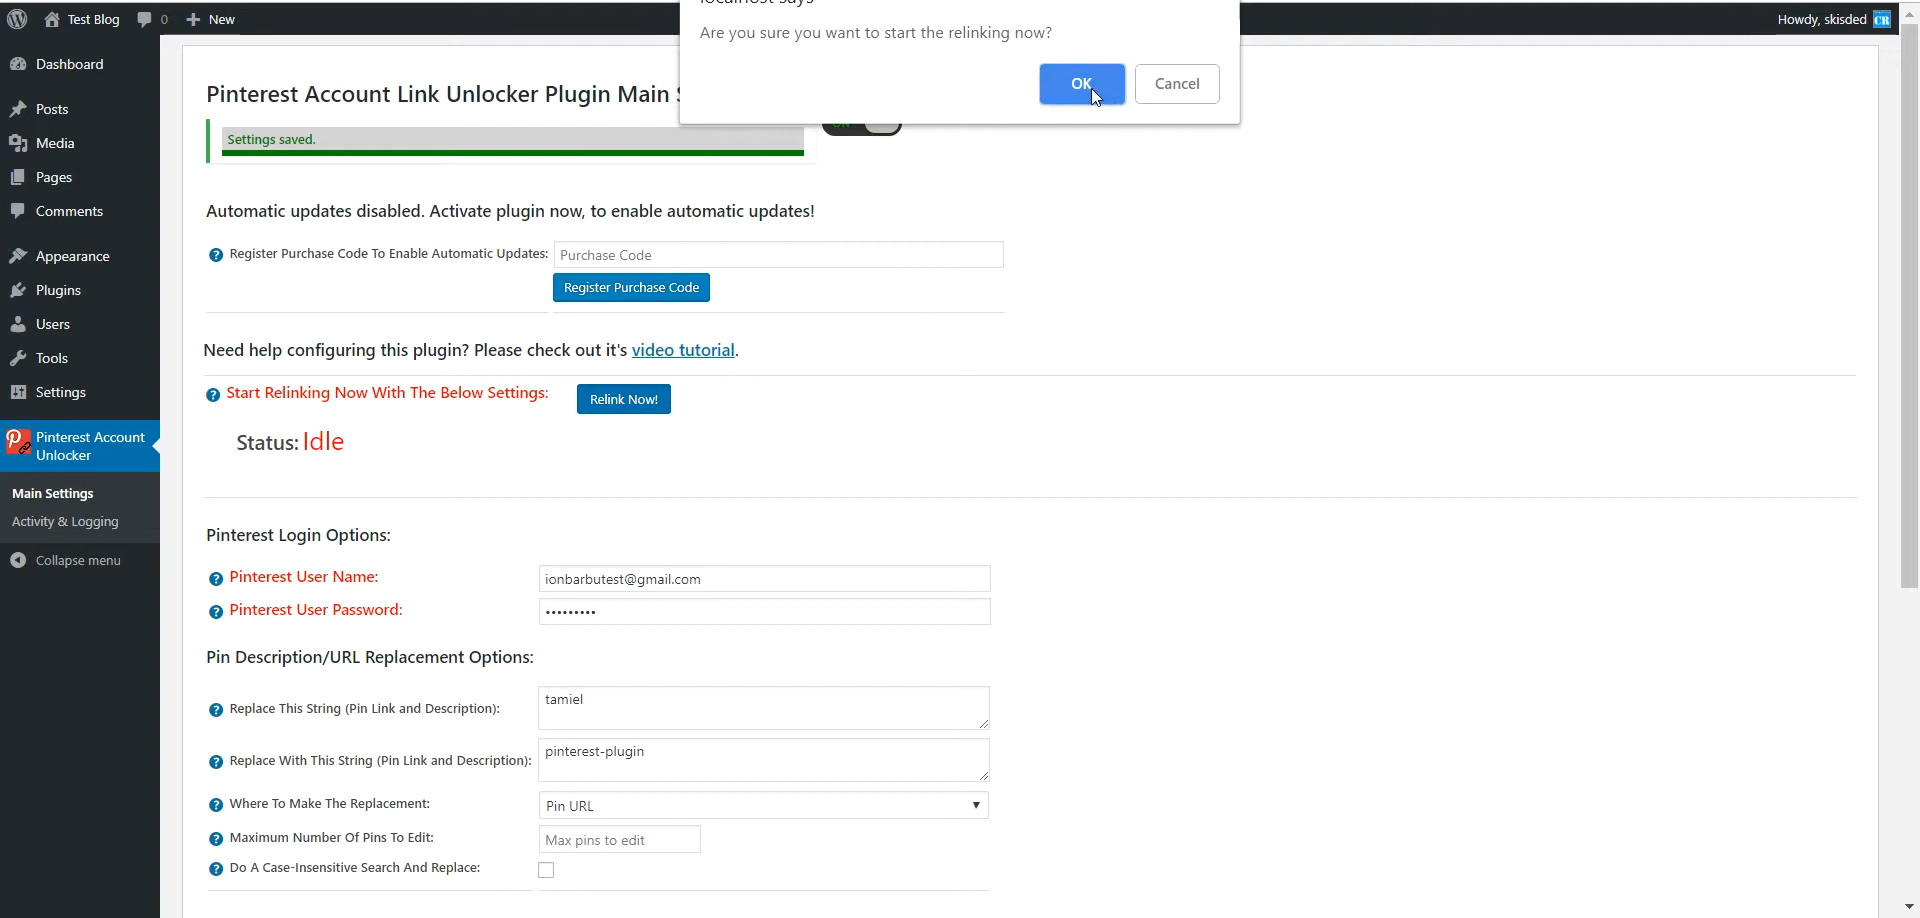 localhost says
Are you sure you want to start the relinking now?
OK
Cancel
Test Blog
0
New
Howdy, skisded
CR
Dashboard
Posts
Media
Pages
Comments
Appearance
Plugins
Users
Tools
Settings
Pinterest Account
Unlocker
Main Settings
Activity & Logging
Collapse menu
Pinterest Account Link Unlocker Plugin Main
Settings saved.
ON
Automatic updates disabled. Activate plugin now, to enable automatic updates!
Register Purchase Code To Enable Automatic Updates:
Purchase Code
Register Purchase Code
Need help configuring this plugin? Please check out it's video tutorial.
Start Relinking Now With The Below Settings:
Relink Now!
Status: Idle
Pinterest Login Options:
Pinterest User Name:
ionbarbutest@gmail.com
Pinterest User Password:
•••••••••
Pin Description/URL Replacement Options:
Replace This String (Pin Link and Description):
tamiel
Replace With This String (Pin Link and Description):
pinterest-plugin
Where To Make The Replacement:
Pin URL
Maximum Number Of Pins To Edit:
Max pins to edit
Do A Case-Insensitive Search And Replace: